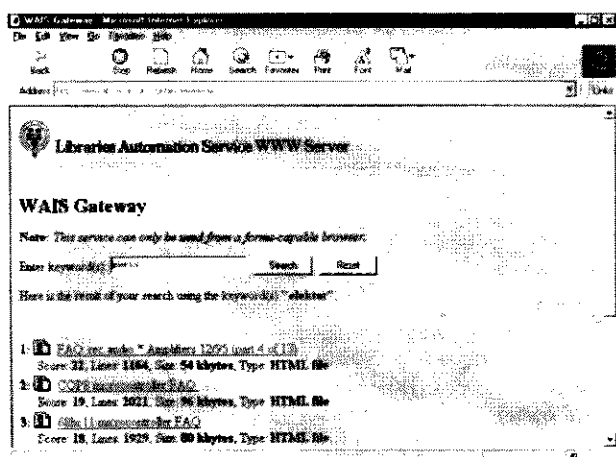 WAIS Gateway - Microsoft Internet Explorer
File Edit View Go Favorites Help
Back Stop Refresh Home Search Favorites Print Font Mail
Address Links
Libraries Automation Service WWW Server
WAIS Gateway
Note: This service can only be used from a forms-capable browser.
Enter keyword(s): Search Reset
Here is the result of your search using the keyword(s) "elektor"
1: FAQ: rec.audio.* Amplifiers 12/95 (part 4 of 13)
Score: 32, Lines: 1164, Size: 54 kbytes, Type: HTML file
2: COPS microcontroller FAQ
Score: 19, Lines: 2021, Size: 96 kbytes, Type: HTML file
3: 68hc11 microcontroller FAQ
Score: 18, Lines: 1929, Size: 80 kbytes, Type: HTML file